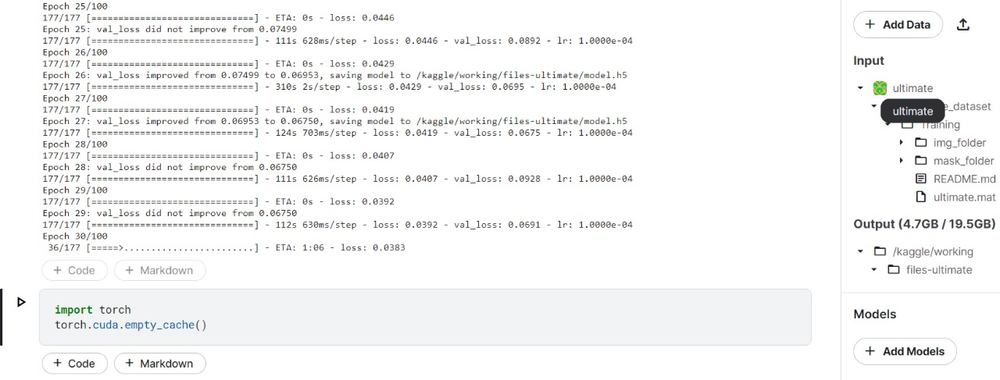 Epoch 25/100
177/177 [==============================] - ETA: 0s - loss: 0.0446
Epoch 25: val_loss did not improve from 0.07499
177/177 [==============================] - 111s 628ms/step - loss: 0.0446 - val_loss: 0.0892 - lr: 1.0000e-04
Epoch 26/100
177/177 [==============================] - ETA: 0s - loss: 0.0429
Epoch 26: val_loss improved from 0.07499 to 0.06953, saving model to /kaggle/working/files-ultimate/model.h5
177/177 [==============================] - 310s 2s/step - loss: 0.0429 - val_loss: 0.0695 - lr: 1.0000e-04
Epoch 27/100
177/177 [==============================] - ETA: 0s - loss: 0.0419
Epoch 27: val_loss improved from 0.06953 to 0.06750, saving model to /kaggle/working/files-ultimate/model.h5
177/177 [==============================] - 124s 703ms/step - loss: 0.0419 - val_loss: 0.0675 - lr: 1.0000e-04
Epoch 28/100
177/177 [==============================] - ETA: 0s - loss: 0.0407
Epoch 28: val_loss did not improve from 0.06750
177/177 [==============================] - 111s 626ms/step - loss: 0.0407 - val_loss: 0.0928 - lr: 1.0000e-04
Epoch 29/100
177/177 [==============================] - ETA: 0s - loss: 0.0392
Epoch 29: val_loss did not improve from 0.06750
177/177 [==============================] - 112s 630ms/step - loss: 0.0392 - val_loss: 0.0691 - lr: 1.0000e-04
Epoch 30/100
36/177 [=====>........................] - ETA: 1:06 - loss: 0.0383
+ Code + Markdown
import torch
torch.cuda.empty_cache()
+ Code + Markdown
+ Add Data
Input
ultimate
e_dataset
ultimate
Training
img_folder
mask_folder
README.md
ultimate.mat
Output (4.7GB / 19.5GB)
/kaggle/working
files-ultimate
Models
+ Add Models